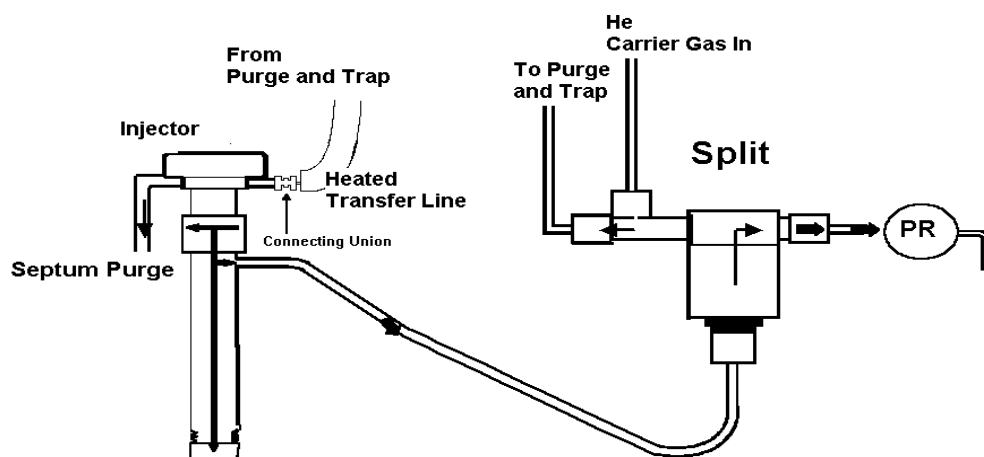 He
Carrier Gas In
From
Purge and Trap
To Purge
and Trap
Injector
Split
Heated
Transfer Line
Connecting Union
PR
Septum Purge